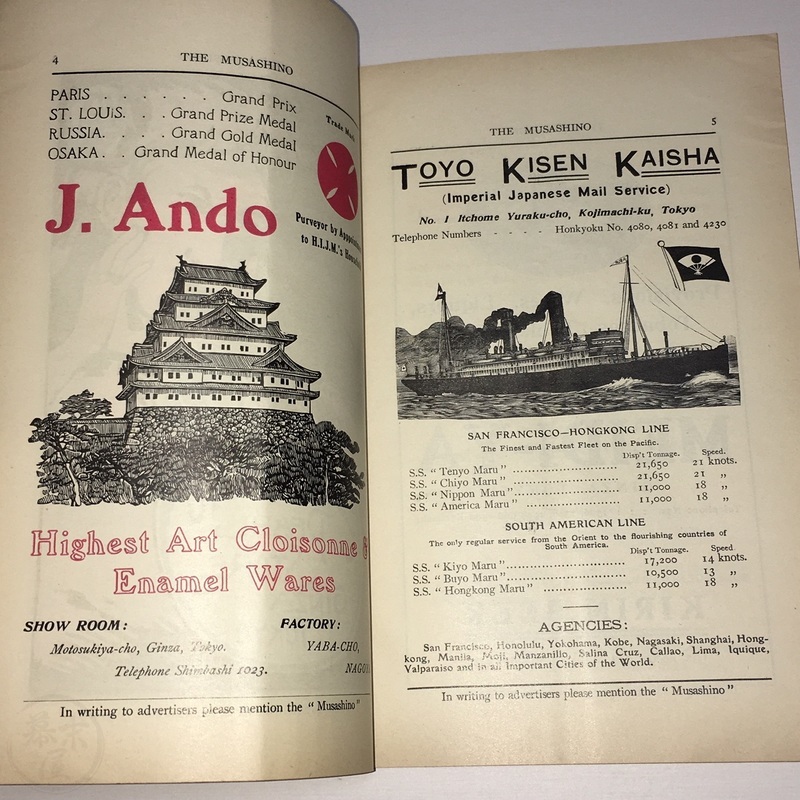 4
THE MUSASHINO
PARIS . . . . . . Grand Prix
ST. LOUIS. . . Grand Prize Medal
RUSSIA. . . . Grand Gold Medal
OSAKA . . Grand Medal of Honour
Trade
J. Ando
Purveyor by
to H.I.J.M.'s
Highest Art Cloisonne
Enamel Wares
SHOW ROOM:
Motosukiya-cho, Ginza, Tokyo.
Telephone Shimbashi 1023.
FACTORY:
YABA-CHO,
In writing to advertisers please mention the "Musashino"
THE MUSASHINO
5
TOYO KISEN KAISHA
(Imperial Japanese Mail Service)
No. 1 Itchome Yuraku-cho, Kojimachi-ku, Tokyo
Telephone Numbers - - - - Honkyoku No. 4080, 4081 and 4230
SAN FRANCISCO—HONGKONG LINE
The Finest and Fastest Fleet on the Pacific.
Disp't Tonnage. Speed.
S.S. "Tenyo Maru" ........................ 21,650 21 knots.
S.S. "Chiyo Maru" ........................ 21,650 21 „
S.S. "Nippon Maru" ........................ 11,000 18 „
S.S. "America Maru" ........................ 11,000 18 „
SOUTH AMERICAN LINE
The only regular service from the Orient to the flourishing countries of
South America.
Disp't Tonnage. Speed
S.S. "Kiyo Maru" ........................ 17,200 14 knots.
S.S. "Buyo Maru" ........................ 10,500 13 „
S.S. "Hongkong Maru" ........................ 11,000 18 „
AGENCIES:
San Francisco, Honolulu, Yokohama, Kobe, Nagasaki, Shanghai, Hong-
kong, Manila, Moji, Manzanillo, Salina Cruz, Callao, Lima, Iquique,
Valparaiso and in all Important Cities of the World.
In writing to advertisers please mention the "Musashino"